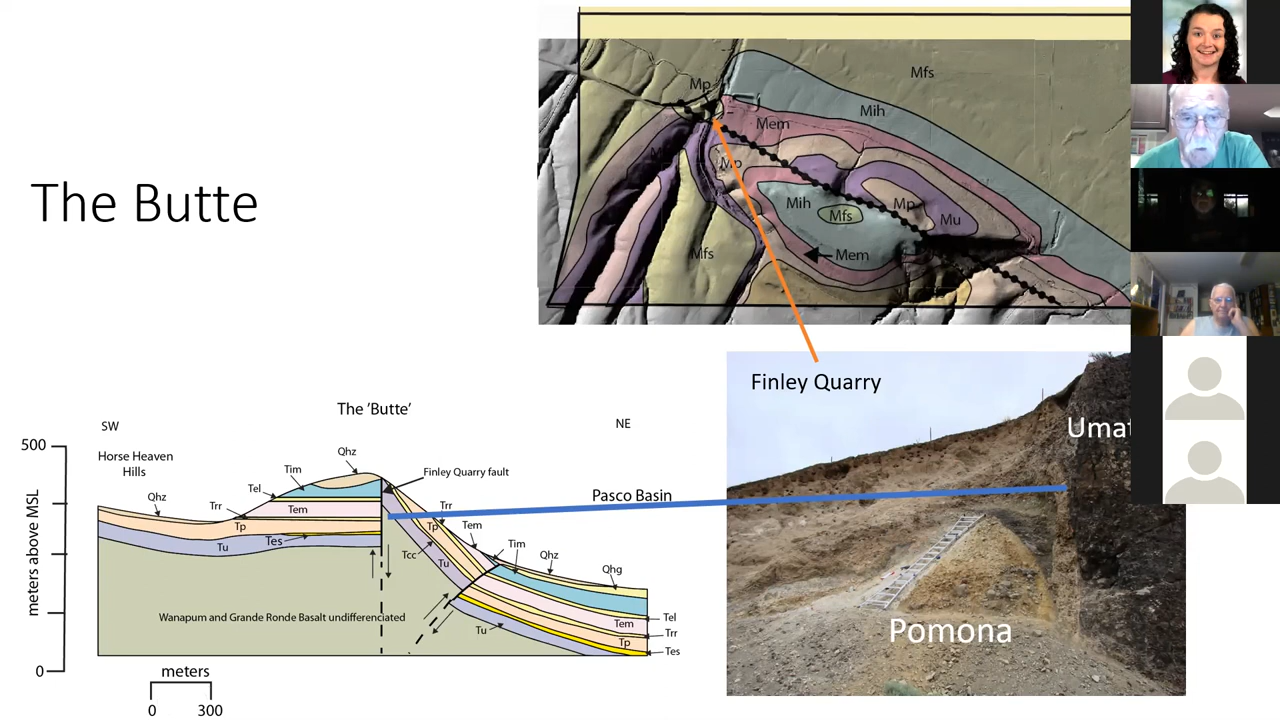 The Butte
Mp
Mfs
Mih
Mem
Mp
Mih
Mfs
Mp
Mu
Mfs
Mem
Finley Quarry
Umat
Pomona
The 'Butte'
SW
NE
500
Horse Heaven
Hills
Qhz
Tim
Finley Quarry fault
Tel
Qhz
Trr
Tem
Trr
Pasco Basin
Tp
Tp
Tem
Tes
Tim
Tu
Tcc
Qhz
Tu
Qhg
meters above MSL
Wanapum and Grande Ronde Basalt undifferenciated
Tel
Tem
Trr
Tu
Tp
Tes
0
meters
0 300